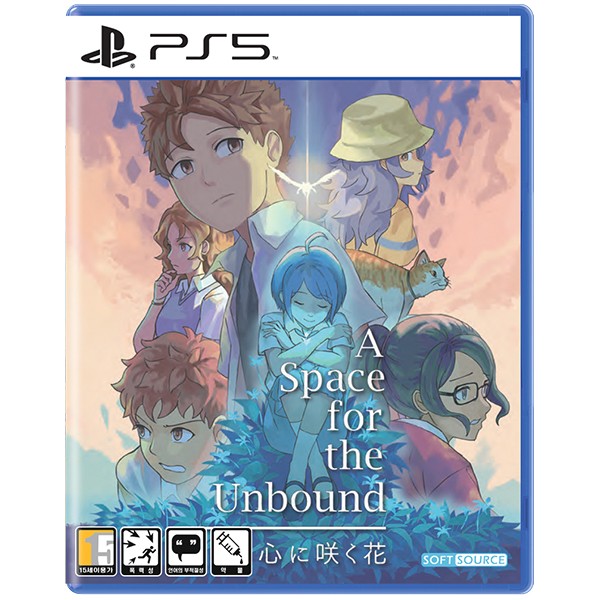 PS5
A
Space
for
the
Unbound
心に咲く花
15
15세이용가
폭력성
언어의 부적절성
약물
SOFT SOURCE